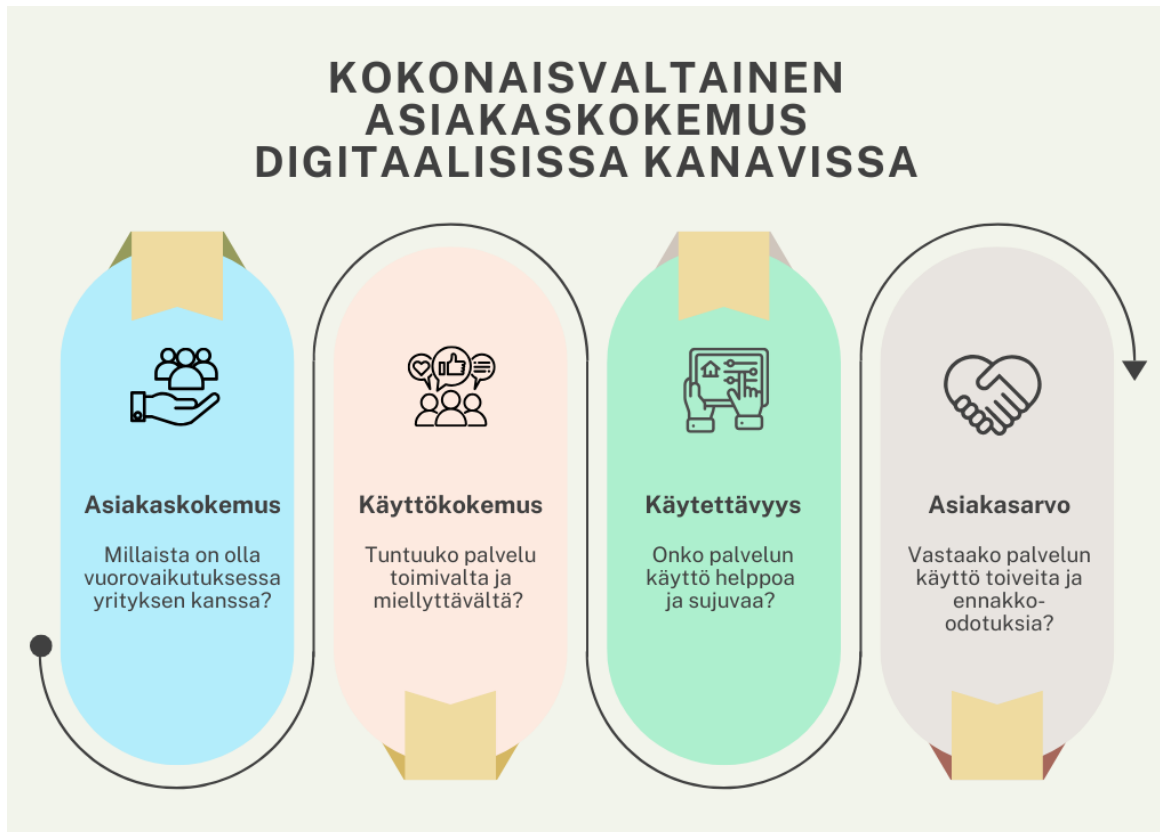 KOKONAISVALTAINEN
ASIAKASKOKEMUS
DIGITAALISISSA KANAVISSA
Asiakaskokemus
Millaista on olla
vuorovaikutuksessa
yrityksen kanssa?
Käyttökokemus
Tuntuuko palvelu
toimivalta ja
miellyttävältä?
Käytettävyys
Onko palvelun
käyttö helppoa
ja sujuvaa?
Asiakasarvo
Vastaako palvelun
käyttö toiveita ja
ennakko-
odotuksia?